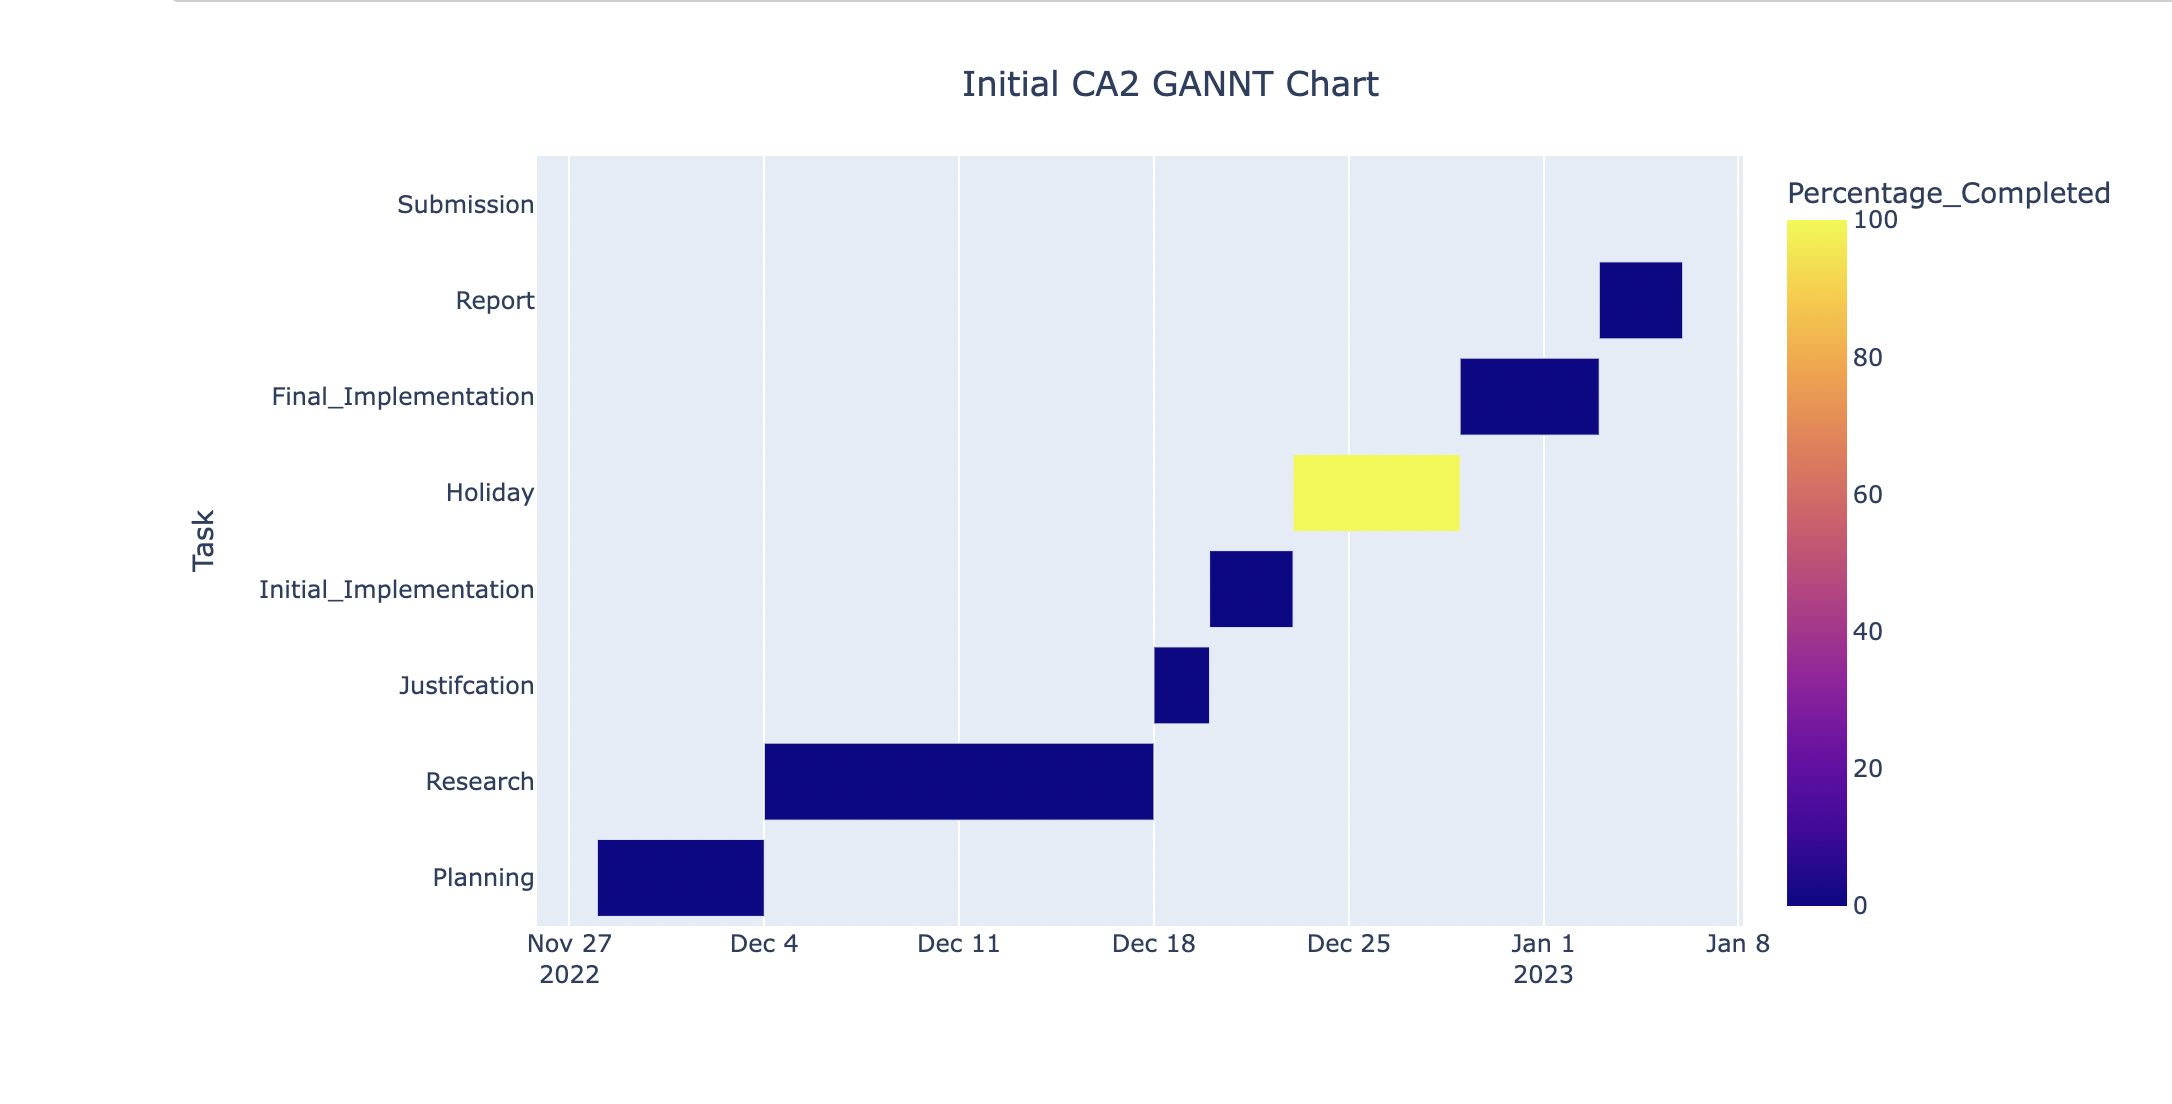 Initial CA2 GANNT Chart
Task
Submission
Report
Final_Implementation
Holiday
Initial_Implementation
Justifcation
Research
Planning
Nov 27
2022
Dec 4
Dec 11
Dec 18
Dec 25
Jan 1
2023
Jan 8
Percentage_Completed
100
80
60
40
20
0